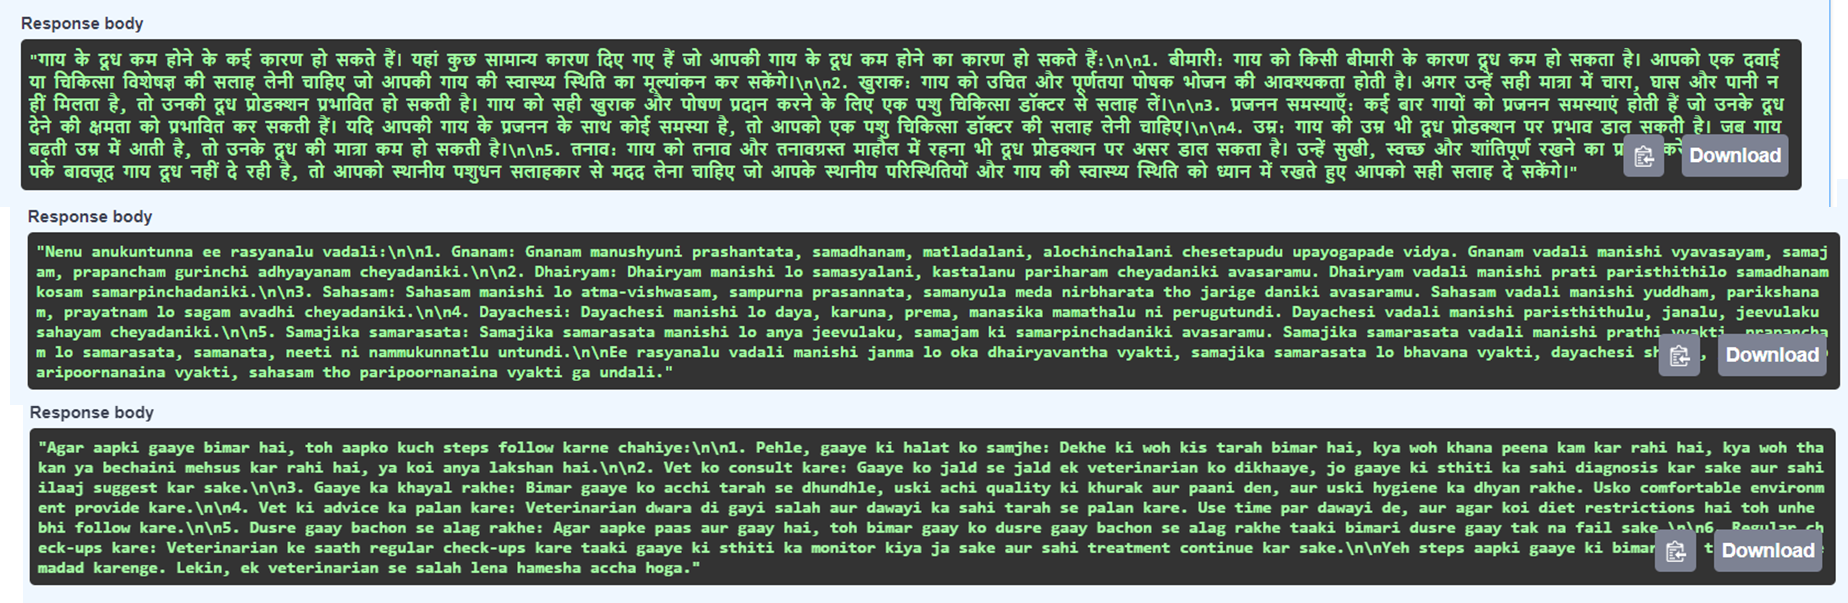 Response body
"गाय के दूध कम होने के कई कारण हो सकते हैं। यहां कुछ सामान्य कारण दिए गए हैं जो आपकी गाय के दूध कम होने का कारण हो सकते हैं:\n\n1. बीमारी: गाय को किसी बीमारी के कारण दूध कम हो सकता है। आपको एक दवाई
या चिकित्सा विशेषज्ञ की सलाह लेनी चाहिए जो आपकी गाय की स्वास्थ्य स्थिति का मूल्यांकन कर सकेंगे।\n\n2. खुराक: गाय को उचित और पूर्णतया पोषक भोजन की आवश्यकता होती है। अगर उन्हें सही मात्रा में चारा, घास और पानी न
हीं मिलता है, तो उनकी दूध प्रोडक्शन प्रभावित हो सकती है। गाय को सही खुराक और पोषण प्रदान करने के लिए एक पशु चिकित्सा डॉक्टर से सलाह लें।\n\n3. प्रजनन समस्याएँ: कई बार गायों को प्रजनन समस्याएं होती हैं जो उनके दूध
देने की क्षमता को प्रभावित कर सकती हैं। यदि आपकी गाय के प्रजनन के साथ कोई समस्या है, तो आपको एक पशु चिकित्सा डॉक्टर की सलाह लेनी चाहिए।\n\n4. उम्र: गाय की उम्र भी दूध प्रोडक्शन पर प्रभाव डाल सकती है। जब गाय
बढ़ती उम्र में आती है, तो उनके दूध की मात्रा कम हो सकती है।\n\n5. तनाव: गाय को तनाव और तनावग्रस्त माहौल में रहना भी दूध प्रोडक्शन पर असर डाल सकता है। उन्हें सुखी, स्वच्छ और शांतिपूर्ण रखने का
पके बावजूद गाय दूध नहीं दे रही है, तो आपको स्थानीय पशुधन सलाहकार से मदद लेना चाहिए जो आपके स्थानीय परिस्थितियों और गाय की स्वास्थ्य स्थिति को ध्यान में रखते हुए आपको सही सलाह दे सकेंगे।"
Download
Response body
"Nenu anukuntunna ee rasyanalu vadali:\n\n1. Gnanam: Gnanam manushyuni prashantata, samadhanam, matladalani, alochinchalani chesetapudu upayogapade vidya. Gnanam vadali manishi vyavasayam, samaj
am, prapancham gurinchi adhyayanam cheyadaniki.\n\n2. Dhairyam: Dhairyam manishi lo samasyalani, kastalanu pariharam cheyadaniki avasaramu. Dhairyam vadali manishi prati paristhithilo samadhanam
kosam samarpinchadaniki.\n\n3. Sahasam: Sahasam manishi lo atma-vishwasam, sampurna prasannata, samanyula meda nirbharata tho jarige daniki avasaramu. Sahasam vadali manishi yuddham, parikshana
m, prayatnam lo sagam avadhi cheyadaniki.\n\n4. Dayachesi: Dayachesi manishi lo daya, karuna, prema, manasika mamathalu ni perugutundi. Dayachesi vadali manishi paristhithulu, janalu, jeevulaku
sahayam cheyadaniki.\n\n5. Samajika samarasata: Samajika samarasata manishi lo anya jeevulaku, samajam ki samarpinchadaniki avasaramu. Samajika samarasata vadali manishi prathi vyakti, prapancha
m lo samarasata, samanata, neeti ni nammukunnatlu untundi.\n\nEe rasyanalu vadali manishi janma lo oka dhairyavantha vyakti, samajika samarasata lo bhavana vyakti, dayachesi
aripoornanaina vyakti, sahasam tho paripoornanaina vyakti ga undali."
Download
Response body
"Agar aapki gaaye bimar hai, toh aapko kuch steps follow karne chahiye:\n\n1. Pehle, gaaye ki halat ko samjhe: Dekhe ki woh kis tarah bimar hai, kya woh khana peena kam kar rahi hai, kya woh tha
kan ya bechaini mehsus kar rahi hai, ya koi anya lakshan hai.\n\n2. Vet ko consult kare: Gaaye ko jald se jald ek veterinarian ko dikhaaye, jo gaaye ki sthiti ka sahi diagnosis kar sake aur sahi
ilaaj suggest kar sake.\n\n3. Gaaye ka khayal rakhe: Bimar gaaye ko acchi tarah se dhundhle, uski achi quality ki khurak aur paani den, aur uski hygiene ka dhyan rakhe. Usko comfortable environm
ent provide kare.\n\n4. Vet ki advice ka palan kare: Veterinarian dwara di gayi salah aur dawayi ka sahi tarah se palan kare. Use time par dawayi de, aur agar koi diet restrictions hai toh unhe
bhi follow kare.\n\n5. Dusre gaay bachon se alag rakhe: Agar aapke paas aur gaay hai, toh bimar gaay ko dusre gaay bachon se alag rakhe taaki bimari dusre gaay tak na fail sake.\n\n6. Regular ch
eck-ups kare: Veterinarian ke saath regular check-ups kare taaki gaaye ki sthiti ka monitor kiya ja sake aur sahi treatment continue kar sake.\n\nYeh steps aapki gaaye ki bimar
madad karenge. Lekin, ek veterinarian se salah lena hamesha accha hoga."
Download